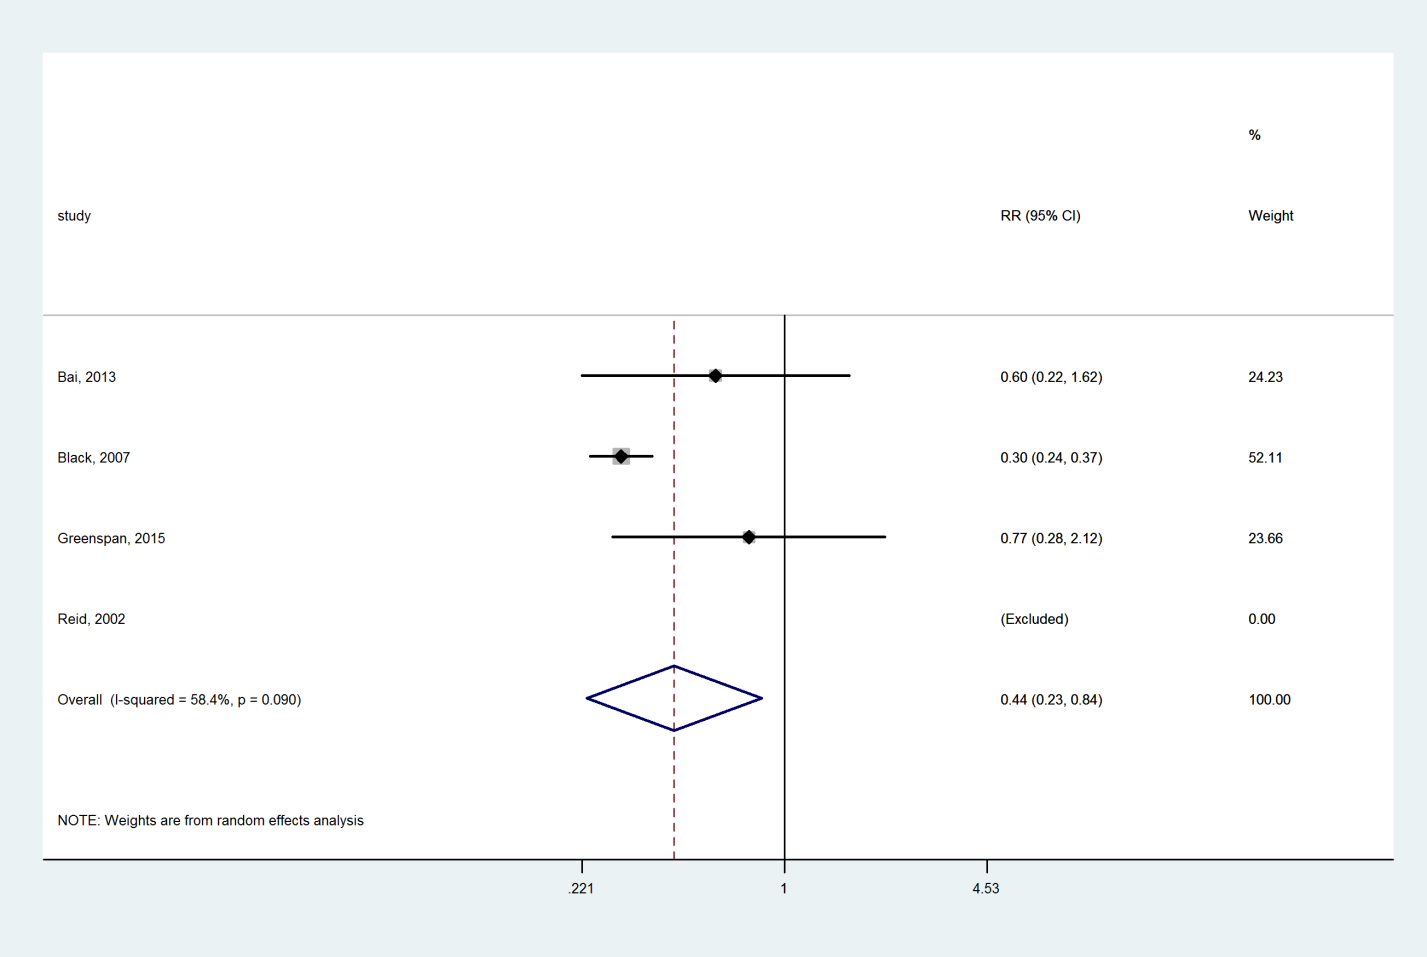 %
study RR (95% CI) Weight
Bai, 2013 0.60 (0.22, 1.62) 24.23
Black, 2007 0.30 (0.24, 0.37) 52.11
Greenspan, 2015 0.77 (0.28, 2.12) 23.66
Reid, 2002 (Excluded) 0.00
Overall (I-squared = 58.4%, p = 0.090) 0.44 (0.23, 0.84) 100.00
NOTE: Weights are from random effects analysis
.221 1 4.53